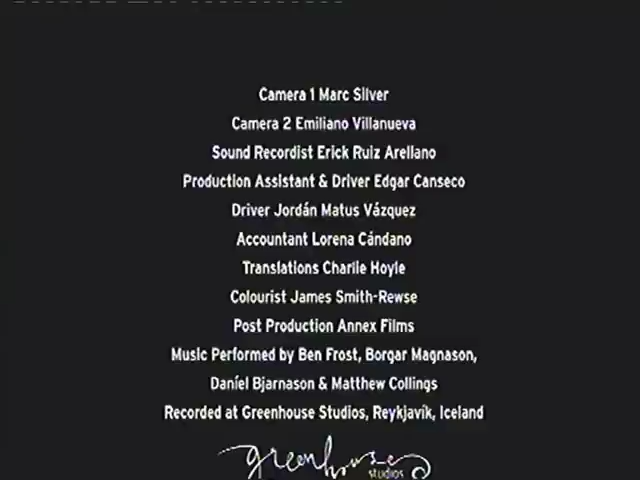 Camera 1 Marc Silver
Camera 2 Emiliano Villanueva
Sound Recordist Erick Ruiz Arellano
Production Assistant & Driver Edgar Canseco
Driver Jordán Matus Vázquez
Accountant Lorena Cándano
Translations Charlie Hoyle
Colourist James Smith-Rewse
Post Production Annex Films
Music Performed by Ben Frost, Borgar Magnason,
Daníel Bjarnason & Matthew Collings
Recorded at Greenhouse Studios, Reykjavík, Iceland
greenhouse
studios